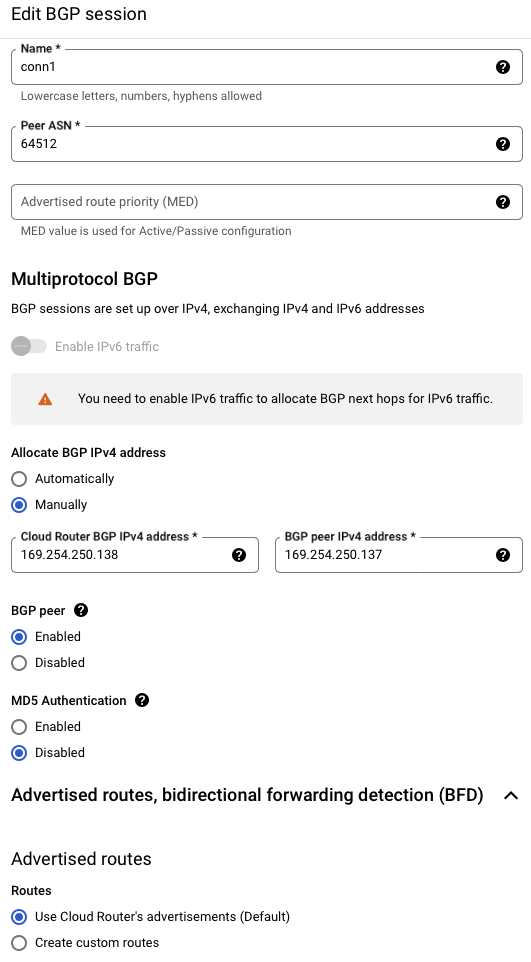 Edit BGP session
Name *
conn1
Lowercase letters, numbers, hyphens allowed
Peer ASN *
64512
Advertised route priority (MED)
MED value is used for Active/Passive configuration
Multiprotocol BGP
BGP sessions are set up over IPv4, exchanging IPv4 and IPv6 addresses
Enable IPv6 traffic
You need to enable IPv6 traffic to allocate BGP next hops for IPv6 traffic.
Allocate BGP IPv4 address
Automatically
Manually
Cloud Router BGP IPv4 address *
169.254.250.138
BGP peer IPv4 address *
169.254.250.137
BGP peer
Enabled
Disabled
MD5 Authentication
Enabled
Disabled
Advertised routes, bidirectional forwarding detection (BFD)
Advertised routes
Routes
Use Cloud Router's advertisements (Default)
Create custom routes